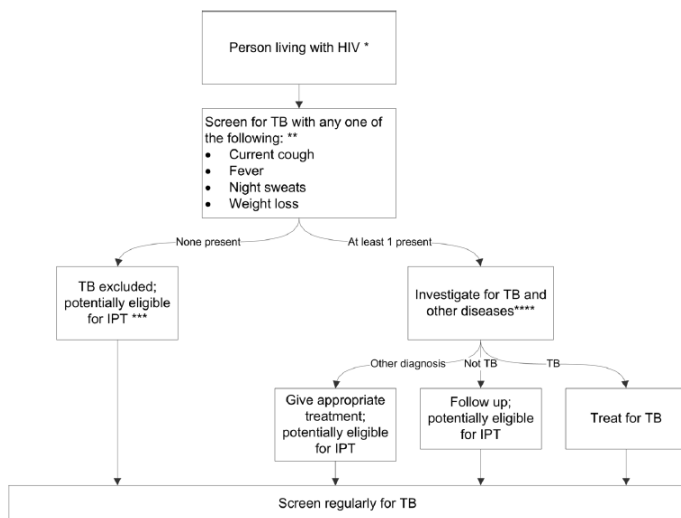 Person living with HIV *
Screen for TB with any one of
the following: **
• Current cough
• Fever
• Night sweats
• Weight loss
None present
At least 1 present
TB excluded;
potentially eligible
for IPT ***
Investigate for TB and
other diseases****
Other diagnosis
Not TB
TB
Give appropriate
treatment;
potentially eligible
for IPT
Follow up;
potentially eligible
for IPT
Treat for TB
Screen regularly for TB